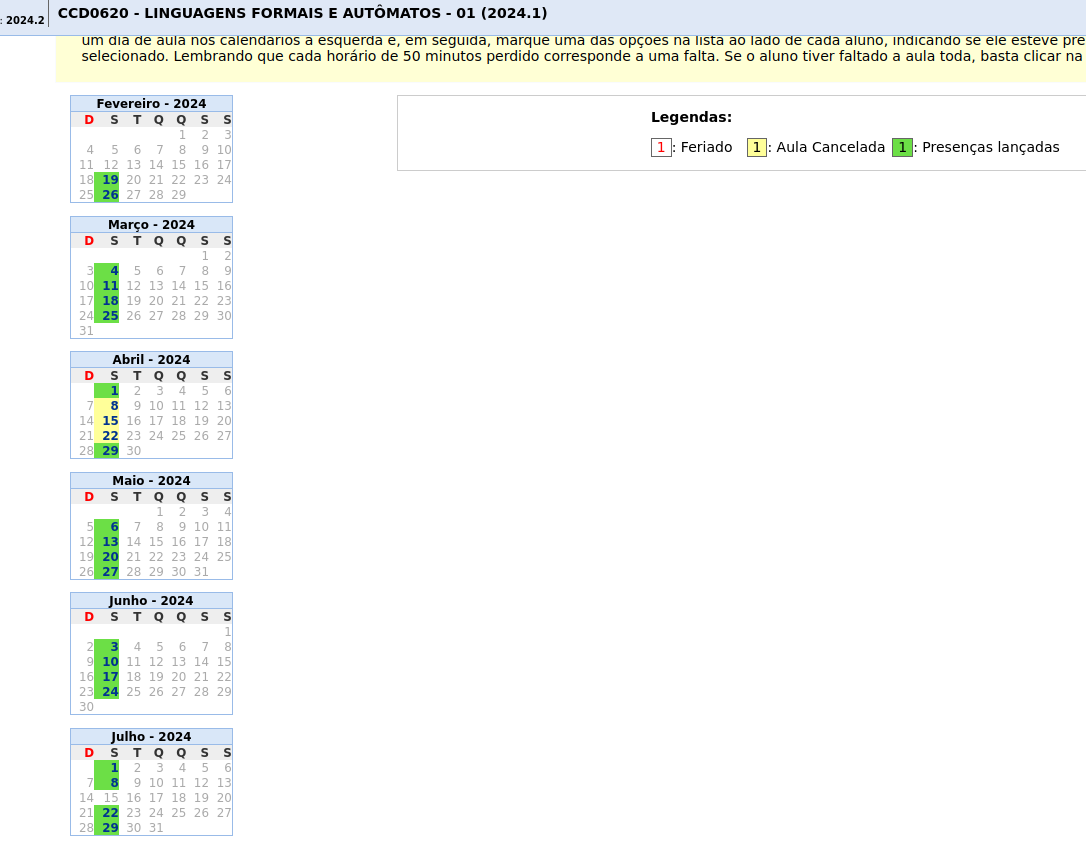 : 2024.2
CCD0620 - LINGUAGENS FORMAIS E AUTÔMATOS - 01 (2024.1)
um dia de aula nos calendários à esquerda e, em seguida, marque uma das opções na lista ao lado de cada aluno, indicando se ele esteve pre
selecionado. Lembrando que cada horário de 50 minutos perdido corresponde a uma falta. Se o aluno tiver faltado a aula toda, basta clicar na
Fevereiro - 2024
D S T Q Q S S
1 2 3
4 5 6 7 8 9 10
11 12 13 14 15 16 17
18 19 20 21 22 23 24
25 26 27 28 29
Março - 2024
D S T Q Q S S
1 2
3 4 5 6 7 8 9
10 11 12 13 14 15 16
17 18 19 20 21 22 23
24 25 26 27 28 29 30
31
Abril - 2024
D S T Q Q S S
1 2 3 4 5 6
7 8 9 10 11 12 13
14 15 16 17 18 19 20
21 22 23 24 25 26 27
28 29 30
Maio - 2024
D S T Q Q S S
1 2 3 4
5 6 7 8 9 10 11
12 13 14 15 16 17 18
19 20 21 22 23 24 25
26 27 28 29 30 31
Junho - 2024
D S T Q Q S S
1
2 3 4 5 6 7 8
9 10 11 12 13 14 15
16 17 18 19 20 21 22
23 24 25 26 27 28 29
30
Julho - 2024
D S T Q Q S S
1 2 3 4 5 6
7 8 9 10 11 12 13
14 15 16 17 18 19 20
21 22 23 24 25 26 27
28 29 30 31
Legendas:
1 : Feriado 1 : Aula Cancelada 1 : Presenças lançadas